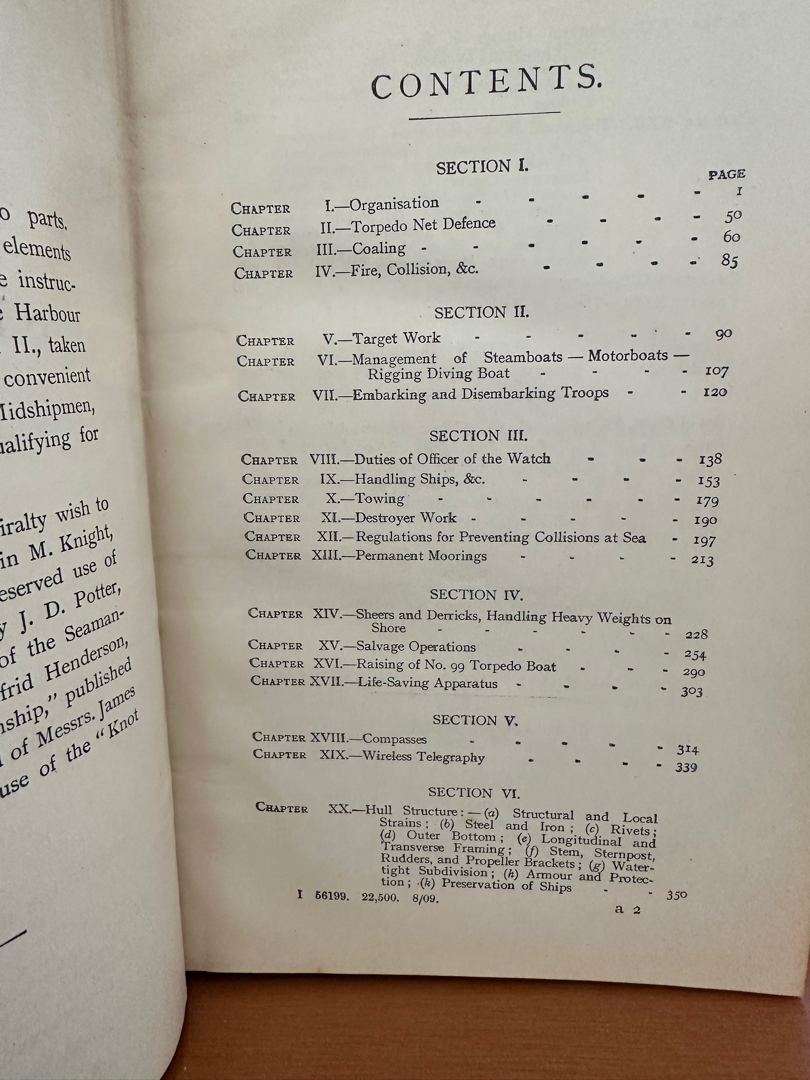 o parts,
elements
e instruc-
Harbour
II., taken
convenient
Midshipmen,
ualifying for
iralty wish to
in M. Knight,
eserved use of
y J. D. Potter,
of the Seaman-
frid Henderson,
nship," published
of Messrs. James
use of the "Knot
CONTENTS.
SECTION I.
PAGE
CHAPTER I.—Organisation - - - - - 1
CHAPTER II.—Torpedo Net Defence - - - - 50
CHAPTER III.—Coaling - - - - - - 60
CHAPTER IV.—Fire, Collision, &c. - - - 85
SECTION II.
CHAPTER V.—Target Work - - - - - 90
CHAPTER VI.—Management of Steamboats — Motorboats —
Rigging Diving Boat - - - - 107
CHAPTER VII.—Embarking and Disembarking Troops - - 120
SECTION III.
CHAPTER VIII.—Duties of Officer of the Watch - - - 138
CHAPTER IX.—Handling Ships, &c. - - - - 153
CHAPTER X.—Towing - - - - - - 179
CHAPTER XI.—Destroyer Work - - - - - 190
CHAPTER XII.—Regulations for Preventing Collisions at Sea - 197
CHAPTER XIII.—Permanent Moorings - - - - 213
SECTION IV.
CHAPTER XIV.—Sheers and Derricks, Handling Heavy Weights on
Shore - - - - - - 228
CHAPTER XV.—Salvage Operations - - - - 254
CHAPTER XVI.—Raising of No. 99 Torpedo Boat - - - 290
CHAPTER XVII.—Life-Saving Apparatus - - - - 303
SECTION V.
CHAPTER XVIII.—Compasses - - - - - 314
CHAPTER XIX.—Wireless Telegraphy - - - - 339
SECTION VI.
CHAPTER XX.—Hull Structure: — (a) Structural and Local
Strains; (b) Steel and Iron; (c) Rivets;
(d) Outer Bottom; (e) Longitudinal and
Transverse Framing; (f) Stem, Sternpost,
Rudders, and Propeller Brackets; (g) Water-
tight Subdivision; (h) Armour and Protec-
tion; (k) Preservation of Ships - - 350
I 56199. 22,500. 8/09.
a 2